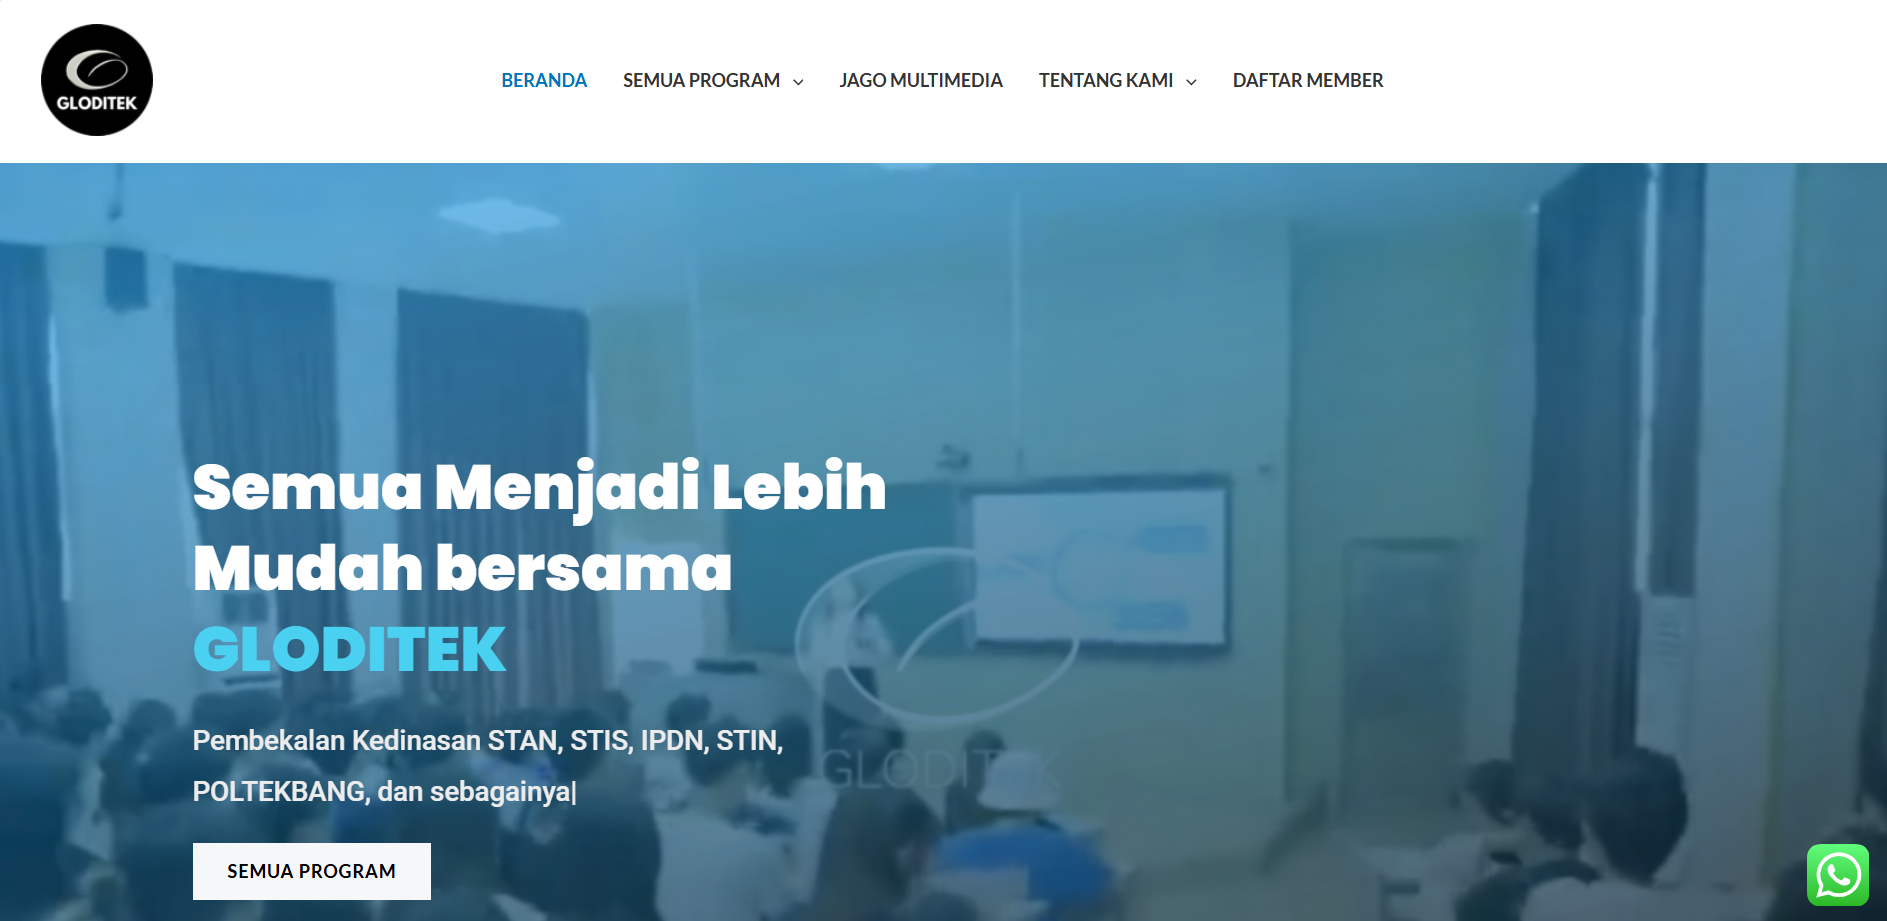 GLODITEK
BERANDA
SEMUA PROGRAM
JAGO MULTIMEDIA
TENTANG KAMI
DAFTAR MEMBER
Semua Menjadi Lebih
Mudah bersama
GLODITEK
Pembekalan Kedinasan STAN, STIS, IPDN, STIN,
POLTEKBANG, dan sebagainya|
GLODITEK
SEMUA PROGRAM